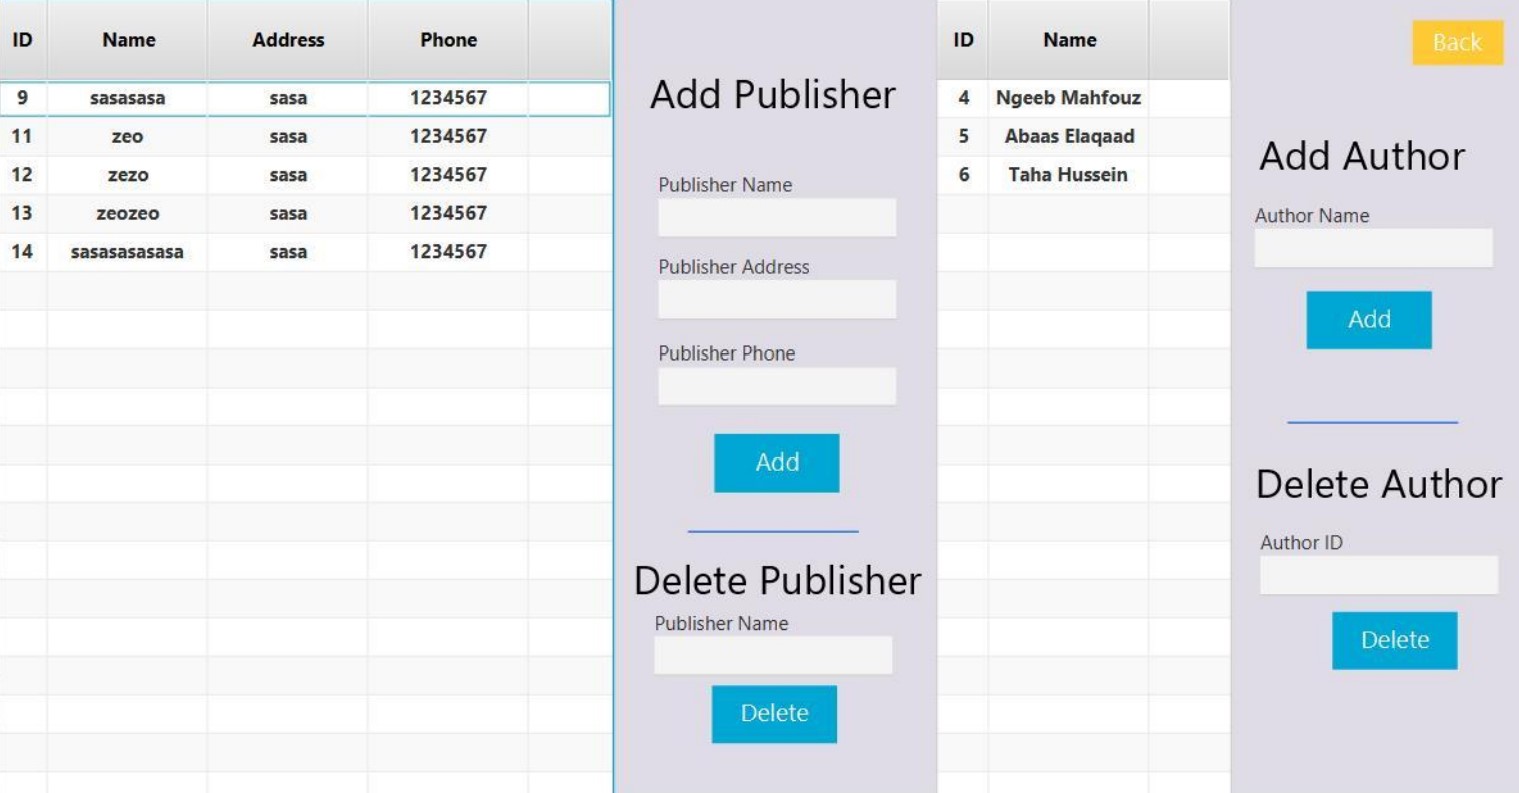 ID Name Address Phone
9 sasasasa sasa 1234567
11 zeo sasa 1234567
12 zezo sasa 1234567
13 zeozeo sasa 1234567
14 sasasasasasa sasa 1234567
Add Publisher
Publisher Name
Publisher Address
Publisher Phone
Add
Delete Publisher
Publisher Name
Delete
ID Name
4 Ngeeb Mahfouz
5 Abaas Elaqaad
6 Taha Hussein
Back
Add Author
Author Name
Add
Delete Author
Author ID
Delete